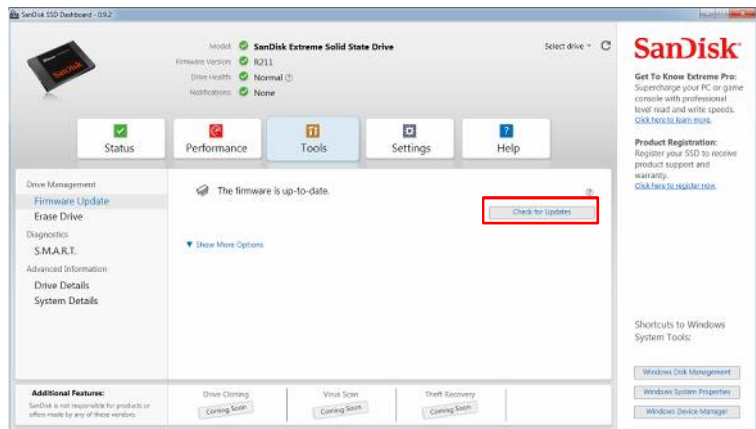 SanDisk SSD Dashboard - 0.9.2
Model: SanDisk Extreme Solid State Drive
Select drive
Firmware Version: R211
Drive Health: Normal
Notifications: None
SanDisk
SanDisk
Get To Know Extreme Pro:
Supercharge your PC or game
console with professional
level read and write speeds.
Click here to learn more.
Product Registration:
Register your SSD to receive
product support and
warranty.
Click here to register now.
Status
Performance
Tools
Settings
Help
Drive Management
Firmware Update
Erase Drive
Diagnostics
S.M.A.R.T.
Advanced Information
Drive Details
System Details
The firmware is up-to-date.
Check for Updates
Show More Options
Shortcuts to Windows
System Tools:
Windows Disk Management
Windows System Properties
Windows Device Manager
Additional Features:
SanDisk is not responsible for products or
offers made by any of these vendors.
Drive Cloning
Coming Soon
Virus Scan
Coming Soon
Theft Recovery
Coming Soon